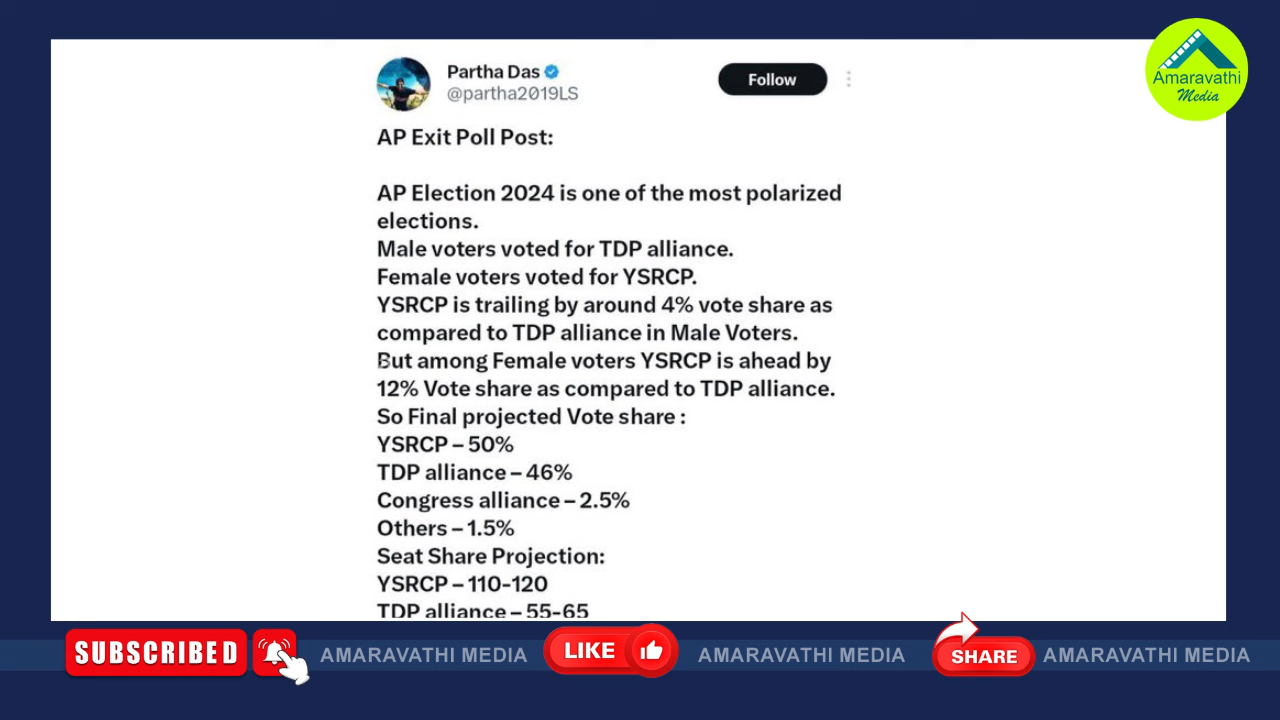 Partha Das
@partha2019LS
Follow
Amaravathi
Media
AP Exit Poll Post:
AP Election 2024 is one of the most polarized
elections.
Male voters voted for TDP alliance.
Female voters voted for YSRCP.
YSRCP is trailing by around 4% vote share as
compared to TDP alliance in Male Voters.
But among Female voters YSRCP is ahead by
12% Vote share as compared to TDP alliance.
So Final projected Vote share :
YSRCP – 50%
TDP alliance – 46%
Congress alliance – 2.5%
Others – 1.5%
Seat Share Projection:
YSRCP – 110-120
TDP alliance – 55-65
SUBSCRIBED
AMARAVATHI MEDIA
LIKE
AMARAVATHI MEDIA
SHARE
AMARAVATHI MEDIA